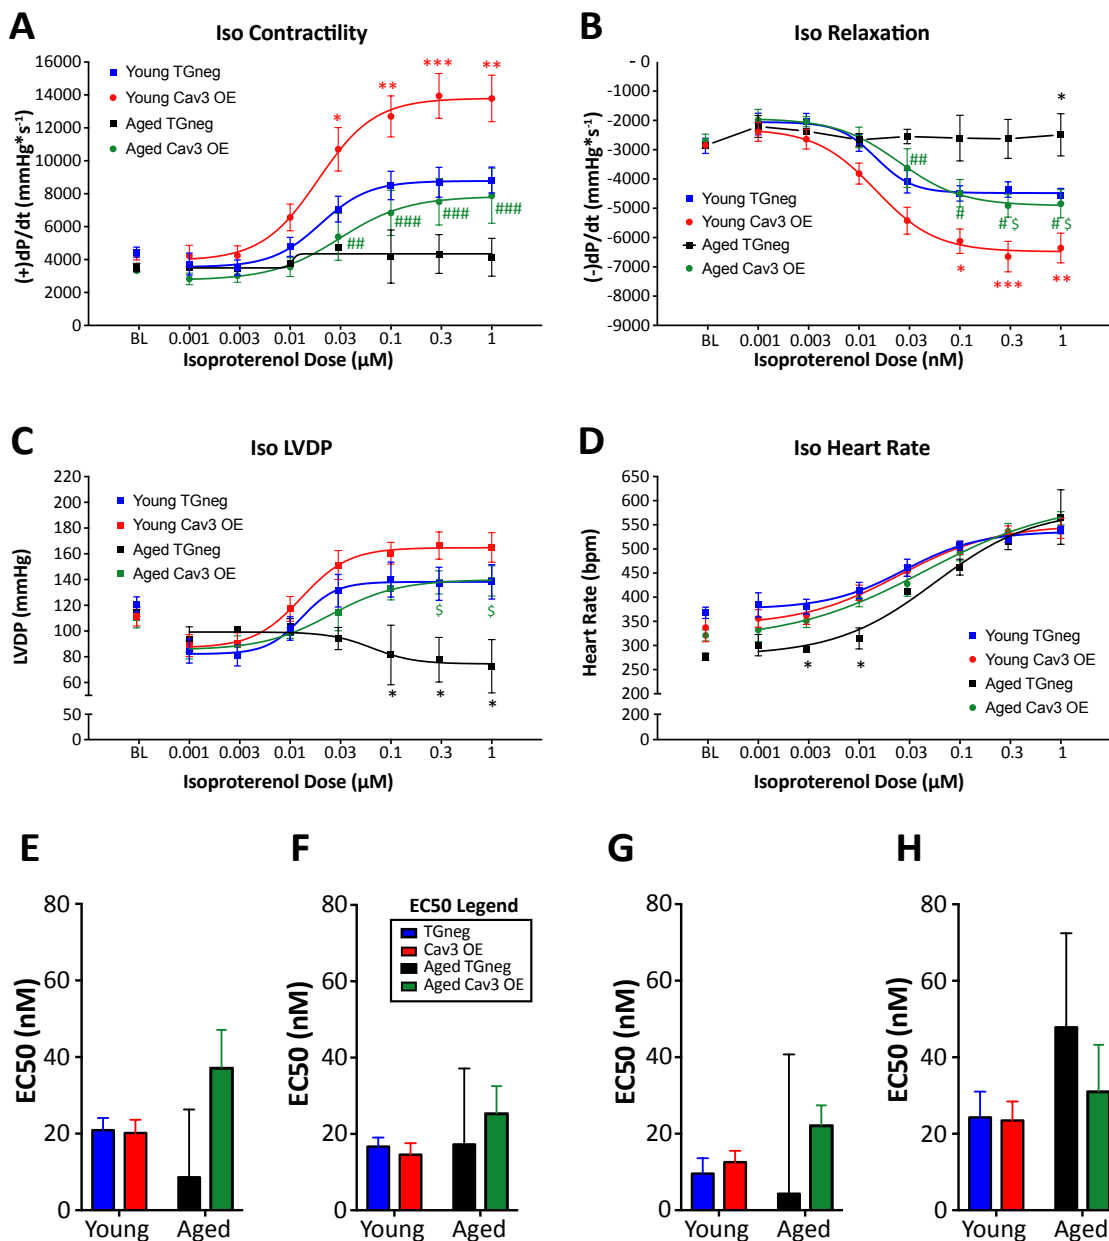 A
Iso Contractility
16000
14000
12000
10000
8000
6000
4000
2000
0
(+)dP/dt (mmHg*s⁻¹)
Young TGneg
Young Cav3 OE
Aged TGneg
Aged Cav3 OE
* ** *** **
## ### ### ###
BL 0.001 0.003 0.01 0.03 0.1 0.3 1
Isoproterenol Dose (µM)
B
Iso Relaxation
- 0
-1000
-2000
-3000
-4000
-5000
-6000
-7000
-8000
-9000
(-)dP/dt (mmHg*s⁻¹)
*
##
# # $ # $
* *** **
Young TGneg
Young Cav3 OE
Aged TGneg
Aged Cav3 OE
BL 0.001 0.003 0.01 0.03 0.1 0.3 1
Isoproterenol Dose (nM)
C
Iso LVDP
220
200
180
160
140
120
100
80
60
50
0
LVDP (mmHg)
Young TGneg
Young Cav3 OE
Aged TGneg
Aged Cav3 OE
$ $
* * *
BL 0.001 0.003 0.01 0.03 0.1 0.3 1
Isoproterenol Dose (µM)
D
Iso Heart Rate
650
600
550
500
450
400
350
300
250
200
200
0
Heart Rate (bpm)
* *
Young TGneg
Young Cav3 OE
Aged TGneg
Aged Cav3 OE
BL 0.001 0.003 0.01 0.03 0.1 0.3 1
Isoproterenol Dose (µM)
E
80
60
40
20
0
EC50 (nM)
Young Aged
F
80
60
40
20
0
EC50 (nM)
EC50 Legend
TGneg
Cav3 OE
Aged TGneg
Aged Cav3 OE
Young Aged
G
80
60
40
20
0
EC50 (nM)
Young Aged
H
80
60
40
20
0
EC50 (nM)
Young Aged